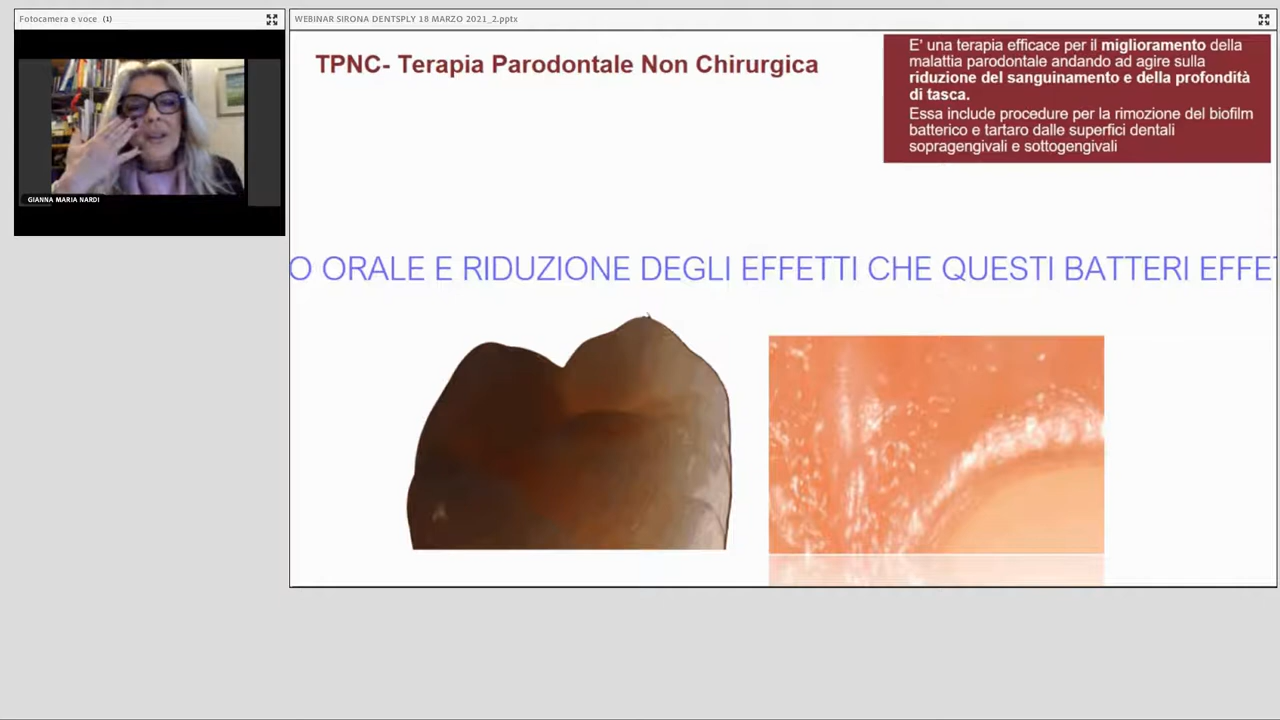 Fotocamera e voce (1)
GIANNA MARIA NARDI
WEBINAR SIRONA DENTSPLY 18 MARZO 2021_2.pptx
TPNC- Terapia Parodontale Non Chirurgica
E' una terapia efficace per il miglioramento della
malattia parodontale andando ad agire sulla
riduzione del sanguinamento e della profondità
di tasca.
Essa include procedure per la rimozione del biofilm
batterico e tartaro dalle superfici dentali
sopragengivali e sottogengivali
O ORALE E RIDUZIONE DEGLI EFFETTI CHE QUESTI BATTERI EFFE